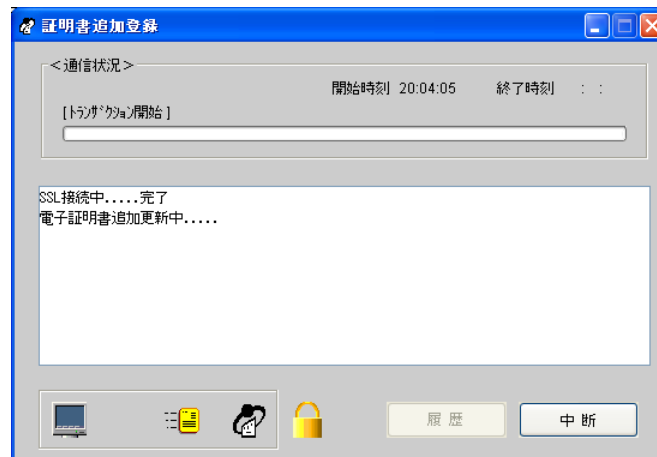 証明書追加登録
<通信状況>
開始時刻 20:04:05 終了時刻 : :
[トランザクション開始]
SSL接続中.....完了
電子証明書追加更新中.....
履歴 中断